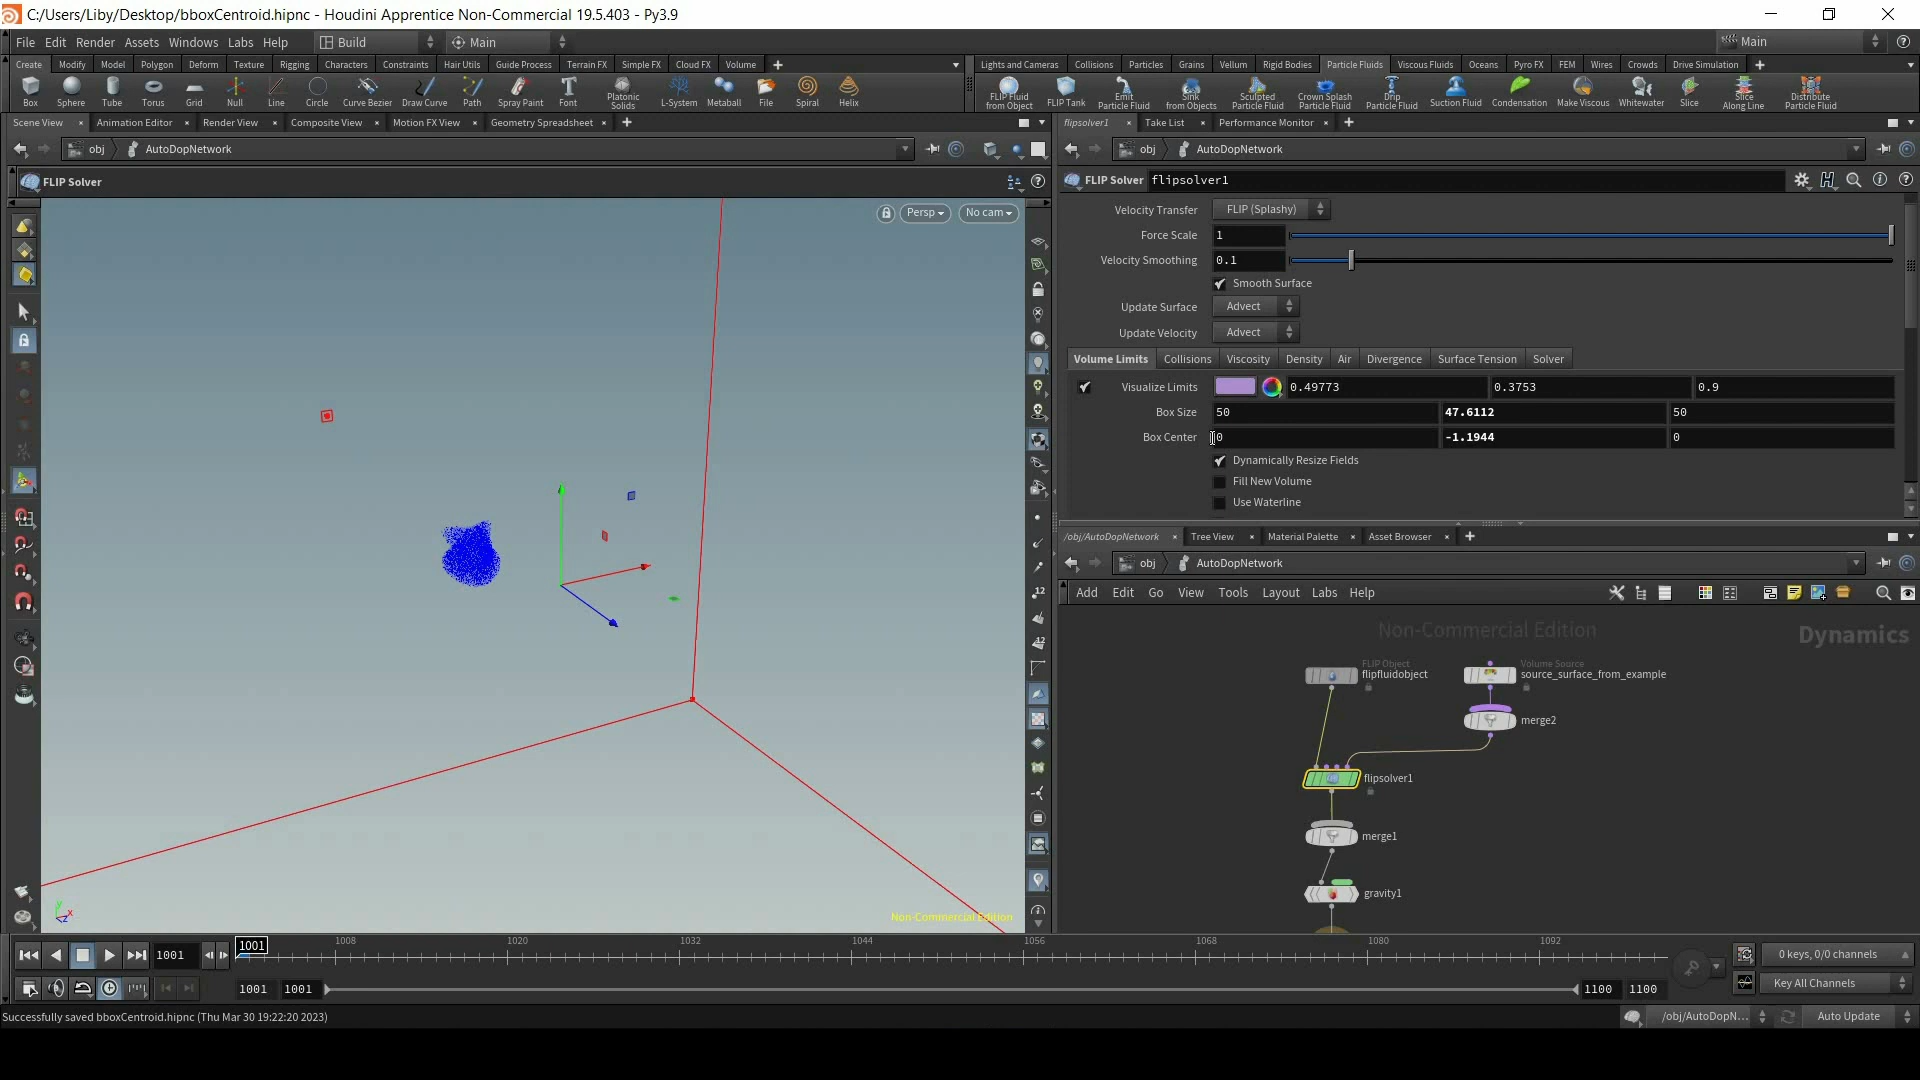 C:/Users/Liby/Desktop/bboxCentroid.hipnc - Houdini Apprentice Non-Commercial 19.5.403 - Py3.9
File Edit Render Assets Windows Labs Help Build Main Main
Create Modify Model Polygon Deform Texture Rigging Characters Constraints Hair Utils Guide Process Terrain FX Simple FX Cloud FX Volume
Lights and Cameras Collisions Particles Grains Vellum Rigid Bodies Particle Fluids Viscous Fluids Oceans Pyro FX FEM Wires Crowds Drive Simulation
Box Sphere Tube Torus Grid Null Line Circle Curve Bezier Draw Curve Path Spray Paint Font Platonic Solids L-System Metaball File Spiral Helix
FLIP Fluid from Object FLIP Tank Emit Particle Fluid Sink from Objects Sculpted Particle Fluid Crown Splash Particle Fluid Drip Particle Fluid Suction Fluid Condensation Make Viscous Whitewater Slice Slice Along Line Distribute Particle Fluid
Scene View Animation Editor Render View Composite View Motion FX View Geometry Spreadsheet
flipsolver1 Take List Performance Monitor
obj AutoDopNetwork
obj AutoDopNetwork
FLIP Solver
FLIP Solver flipsolver1
Persp No cam
Velocity Transfer FLIP (Splashy)
Force Scale 1
Velocity Smoothing 0.1
Smooth Surface
Update Surface Advect
Update Velocity Advect
Volume Limits Collisions Viscosity Density Air Divergence Surface Tension Solver
Visualize Limits 0.49773 0.3753 0.9
Box Size 50 47.6112 50
Box Center 0 -1.1944 0
Dynamically Resize Fields
Fill New Volume
Use Waterline
/obj/AutoDopNetwork Tree View Material Palette Asset Browser
obj AutoDopNetwork
Add Edit Go View Tools Layout Labs Help
Non-Commercial Edition
Dynamics
FLIP Object
flipfluidobject
Volume Source
source_surface_from_example
merge2
flipsolver1
merge1
gravity1
12
12
y x z
Non-Commercial Edition
1001 1001 1008 1020 1032 1044 1056 1068 1080 1092
0 keys, 0/0 channels
1001 1001 1100 1100
Key All Channels
Successfully saved bboxCentroid.hipnc (Thu Mar 30 19:22:20 2023)
/obj/AutoDopN... Auto Update